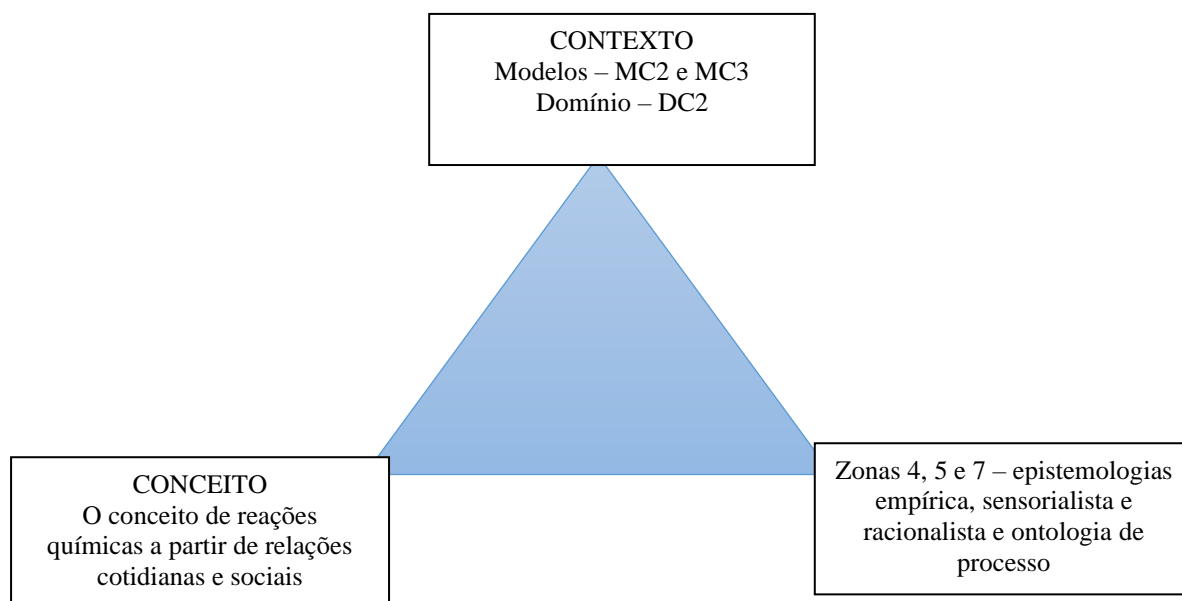 CONTEXTO
Modelos – MC2 e MC3
Domínio – DC2
CONCEITO
O conceito de reações
químicas a partir de relações
cotidianas e sociais
Zonas 4, 5 e 7 – epistemologias
empírica, sensorialista e
racionalista e ontologia de
processo